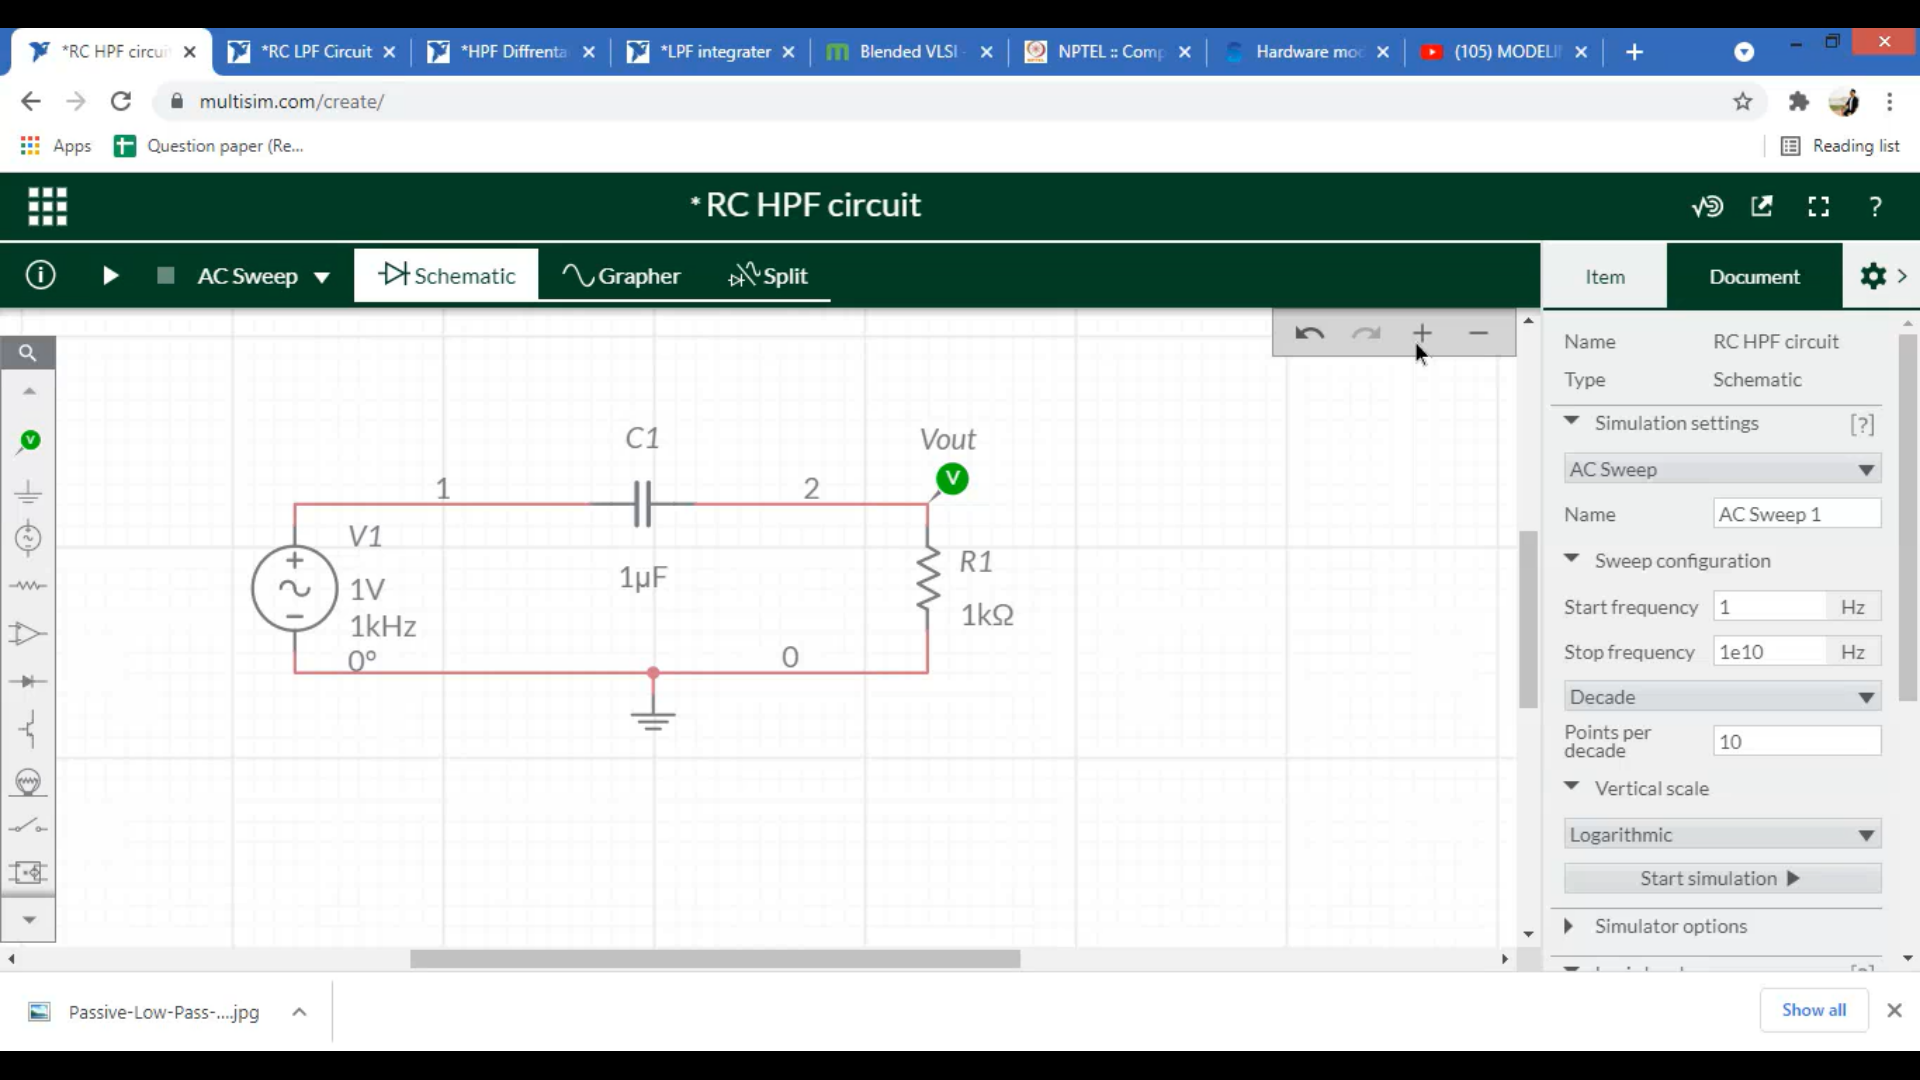 *RC HPF circui
*RC LPF Circuit
*HPF Diffrenta
*LPF integrater
Blended VLSI
NPTEL :: Comp
Hardware mo
(105) MODELI
multisim.com/create/
Apps
Question paper (Re...
Reading list
* RC HPF circuit
?
AC Sweep
Schematic
Grapher
Split
Item
Document
Name
RC HPF circuit
Type
Schematic
Simulation settings
[?]
AC Sweep
Name
AC Sweep 1
Sweep configuration
Start frequency
1
Hz
Stop frequency
1e10
Hz
Decade
Points per
decade
10
Vertical scale
Logarithmic
Start simulation
Simulator options
V
C1
Vout
V
1
2
V1
1V
1kHz
0°
1µF
R1
1kΩ
0
Passive-Low-Pass-....jpg
Show all